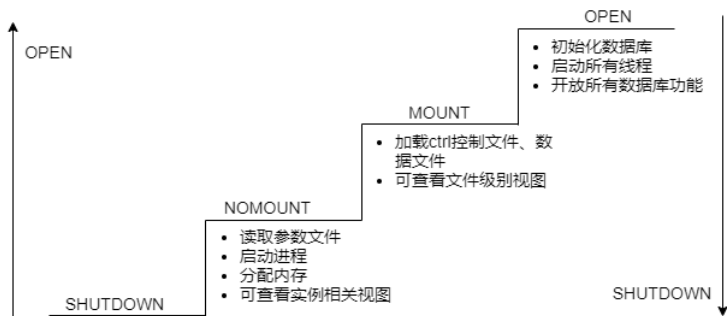 OPEN
OPEN
初始化数据库
启动所有线程
开放所有数据库功能
MOUNT
加载ctrl控制文件、数
据文件
可查看文件级别视图
NOMOUNT
读取参数文件
启动进程
分配内存
可查看实例相关视图
SHUTDOWN
SHUTDOWN